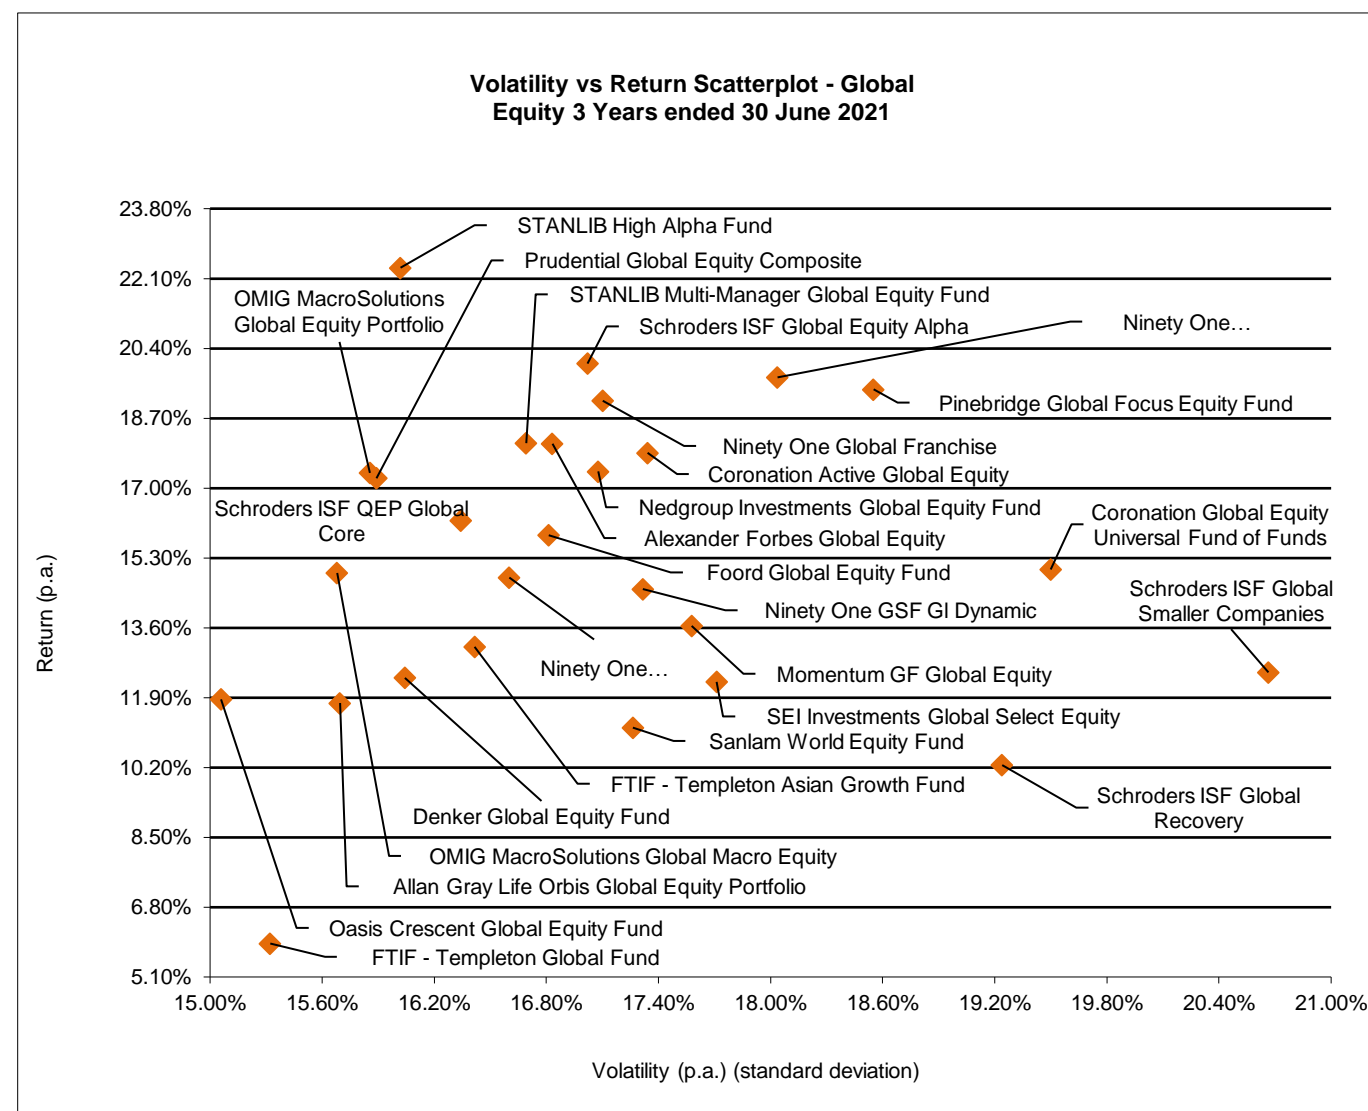 Volatility vs Return Scatterplot - Global
Equity 3 Years ended 30 June 2021
23.80%
22.10%
20.40%
18.70%
17.00%
15.30%
13.60%
11.90%
10.20%
8.50%
6.80%
5.10%
Return (p.a.)
STANLIB High Alpha Fund
Prudential Global Equity Composite
OMIG MacroSolutions
Global Equity Portfolio
STANLIB Multi-Manager Global Equity Fund
Schroders ISF Global Equity Alpha
Ninety One…
Pinebridge Global Focus Equity Fund
Ninety One Global Franchise
Coronation Active Global Equity
Schroders ISF QEP Global
Core
Nedgroup Investments Global Equity Fund
Alexander Forbes Global Equity
Coronation Global Equity
Universal Fund of Funds
Foord Global Equity Fund
Ninety One GSF Gl Dynamic
Schroders ISF Global
Smaller Companies
Ninety One…
Momentum GF Global Equity
SEI Investments Global Select Equity
Sanlam World Equity Fund
FTIF - Templeton Asian Growth Fund
Schroders ISF Global
Recovery
Denker Global Equity Fund
OMIG MacroSolutions Global Macro Equity
Allan Gray Life Orbis Global Equity Portfolio
Oasis Crescent Global Equity Fund
FTIF - Templeton Global Fund
15.00% 15.60% 16.20% 16.80% 17.40% 18.00% 18.60% 19.20% 19.80% 20.40% 21.00%
Volatility (p.a.) (standard deviation)